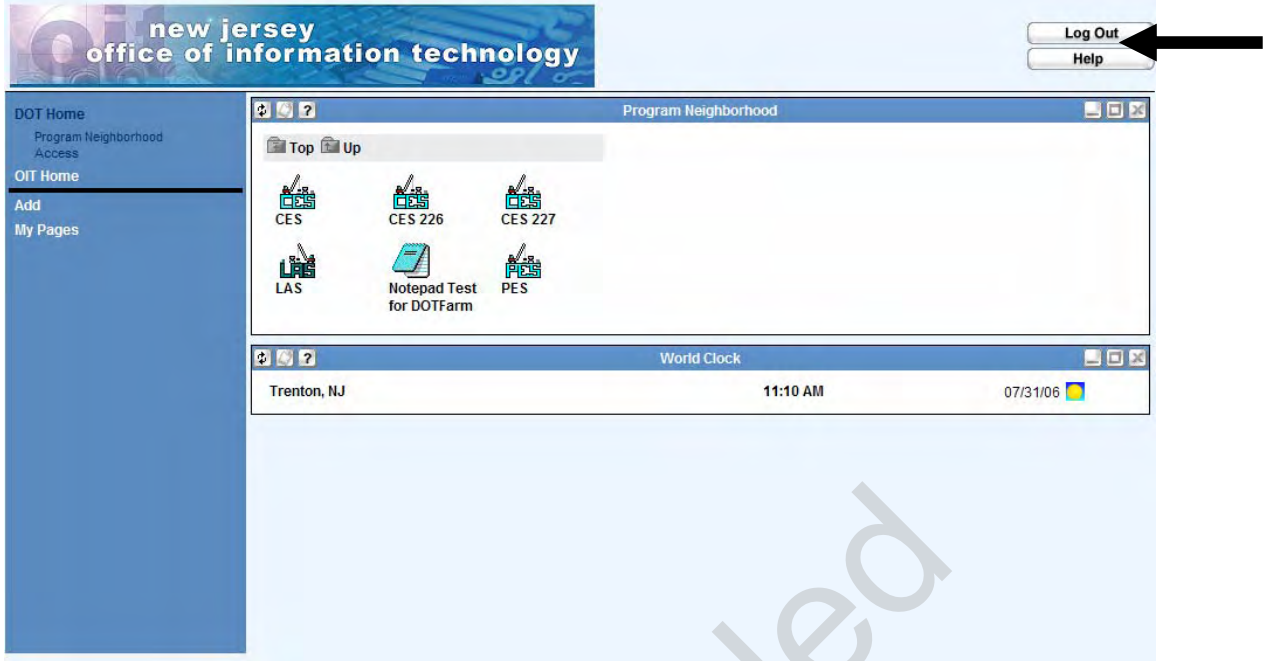 new jersey
office of information technology
Log Out
Help
DOT Home
Program Neighborhood
Access
OIT Home
Add
My Pages
Program Neighborhood
Top Up
CES CES 226 CES 227
LAS Notepad Test PES
for DOTFarm
World Clock
Trenton, NJ 11:10 AM 07/31/06